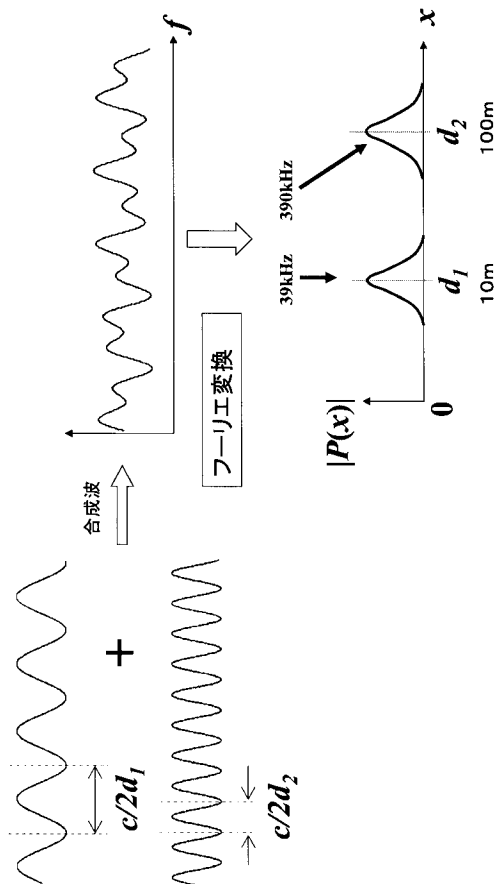 c/2d₁
+
c/2d₂
合成波
f
フーリエ変換
|P(x)|
39kHz
390kHz
0
d₁
d₂
x
10m
100m